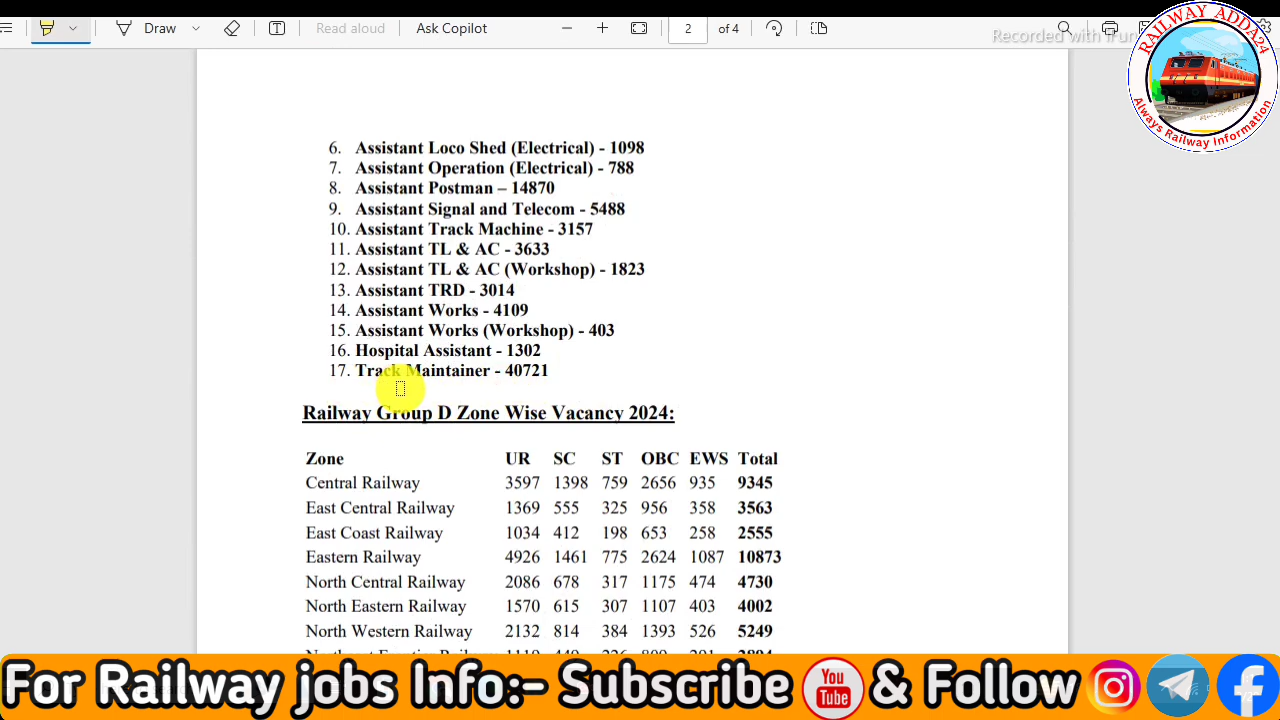 Draw
Read aloud
Ask Copilot
2 of 4
Recorded with iFun
RAILWAY ADDA24
Always Railway Information
6. Assistant Loco Shed (Electrical) - 1098
7. Assistant Operation (Electrical) - 788
8. Assistant Postman – 14870
9. Assistant Signal and Telecom - 5488
10. Assistant Track Machine - 3157
11. Assistant TL & AC - 3633
12. Assistant TL & AC (Workshop) - 1823
13. Assistant TRD - 3014
14. Assistant Works - 4109
15. Assistant Works (Workshop) - 403
16. Hospital Assistant - 1302
17. Track Maintainer - 40721
Railway Group D Zone Wise Vacancy 2024:
Zone UR SC ST OBC EWS Total
Central Railway 3597 1398 759 2656 935 9345
East Central Railway 1369 555 325 956 358 3563
East Coast Railway 1034 412 198 653 258 2555
Eastern Railway 4926 1461 775 2624 1087 10873
North Central Railway 2086 678 317 1175 474 4730
North Eastern Railway 1570 615 307 1107 403 4002
North Western Railway 2132 814 384 1393 526 5249
For Railway jobs Info:- Subscribe You Tube & Follow